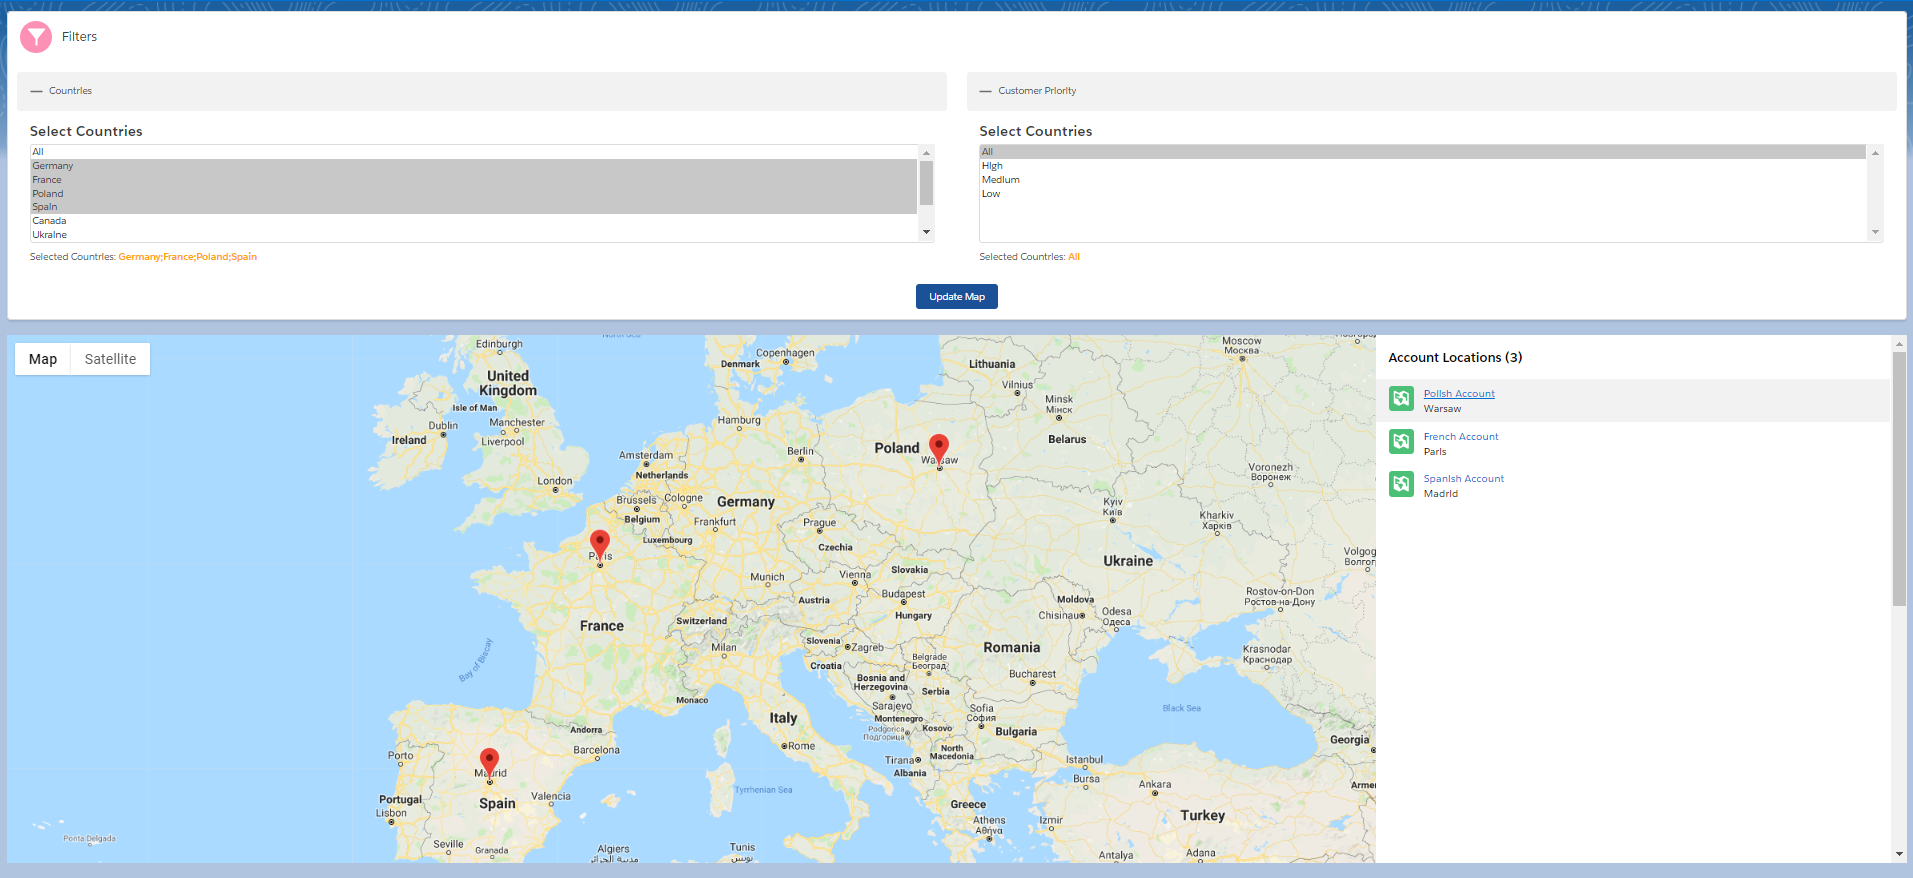 Filters
Countries
Customer Priority
Select Countries
Select Countries
All
Germany
France
Poland
Spain
Canada
Ukraine
All
High
Medium
Low
Selected Countries: Germany;France;Poland;Spain
Selected Countries: All
Update Map
Map
Satellite
Account Locations (3)
Polish Account
Warsaw
French Account
Paris
Spanish Account
Madrid
Edinburgh
United
Kingdom
Isle of Man
Dublin
Manchester
Ireland
Liverpool
London
North Sea
Denmark
Copenhagen
Lithuania
Vilnius
Moscow
Москва
Minsk
Мінск
Belarus
Hamburg
Berlin
Poland
Warsaw
Amsterdam
Netherlands
Brussels
Cologne
Germany
Belgium
Frankfurt
Luxembourg
Prague
Czechia
Paris
Voronezh
Воронеж
Kyiv
Київ
Kharkiv
Харків
Volgog
Волгог
Ukraine
Slovakia
Munich
Vienna
Budapest
Austria
Hungary
Moldova
Chisinau
Odesa
Одеса
Rostov-on-Don
Ростов-на-Дону
France
Switzerland
Slovenia
Zagreb
Milan
Croatia
Belgrade
Београд
Romania
Bucharest
Krasnodar
Краснодар
Bay of Biscay
Bosnia and
Herzegovina
Serbia
Monaco
Sarajevo
Italy
Montenegro
Podgorica
Подгорица
Kosovo
Sofia
София
Bulgaria
Black Sea
Andorra
Barcelona
Rome
North
Macedonia
Tirana
Albania
Istanbul
Bursa
Georgia
Porto
Madrid
Spain
Valencia
Portugal
Lisbon
Tyrrhenian Sea
Greece
Athens
Αθήνα
Izmir
Ankara
Turkey
Armer
Ponta Delgada
Seville
Granada
Algiers
مدينة الجزائر
Tunis
تونس
Antalya
Adana